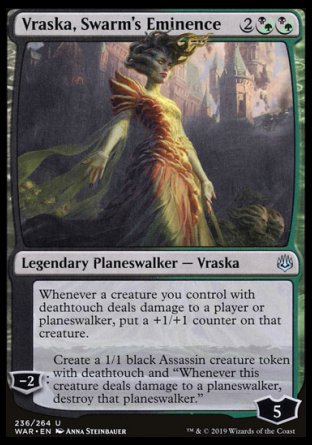 Vraska, Swarm's Eminence 2
Legendary Planeswalker — Vraska
Whenever a creature you control with
deathtouch deals damage to a player or
planeswalker, put a +1/+1 counter on that
creature.
-2: Create a 1/1 black Assassin creature token
with deathtouch and "Whenever this
creature deals damage to a planeswalker,
destroy that planeswalker."
5
236/264 U
WAR • EN Anna Steinbauer
™ & © 2019 Wizards of the Coast